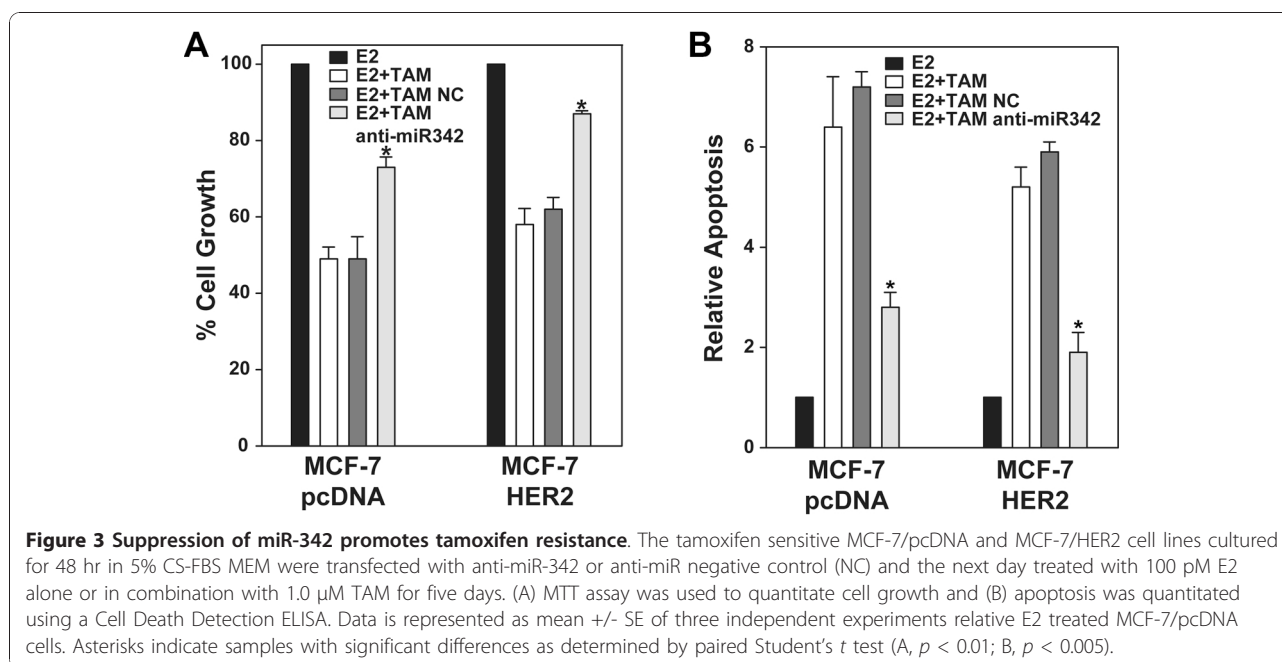 A
% Cell Growth
100
80
60
40
20
0
E2
E2+TAM
E2+TAM NC
E2+TAM
anti-miR342
*
*
MCF-7
pcDNA
MCF-7
HER2
B
Relative Apoptosis
8
6
4
2
0
E2
E2+TAM
E2+TAM NC
E2+TAM anti-miR342
*
*
MCF-7
pcDNA
MCF-7
HER2
Figure 3 Suppression of miR-342 promotes tamoxifen resistance. The tamoxifen sensitive MCF-7/pcDNA and MCF-7/HER2 cell lines cultured
for 48 hr in 5% CS-FBS MEM were transfected with anti-miR-342 or anti-miR negative control (NC) and the next day treated with 100 pM E2
alone or in combination with 1.0 μM TAM for five days. (A) MTT assay was used to quantitate cell growth and (B) apoptosis was quantitated
using a Cell Death Detection ELISA. Data is represented as mean +/- SE of three independent experiments relative E2 treated MCF-7/pcDNA
cells. Asterisks indicate samples with significant differences as determined by paired Student's t test (A, p < 0.01; B, p < 0.005).